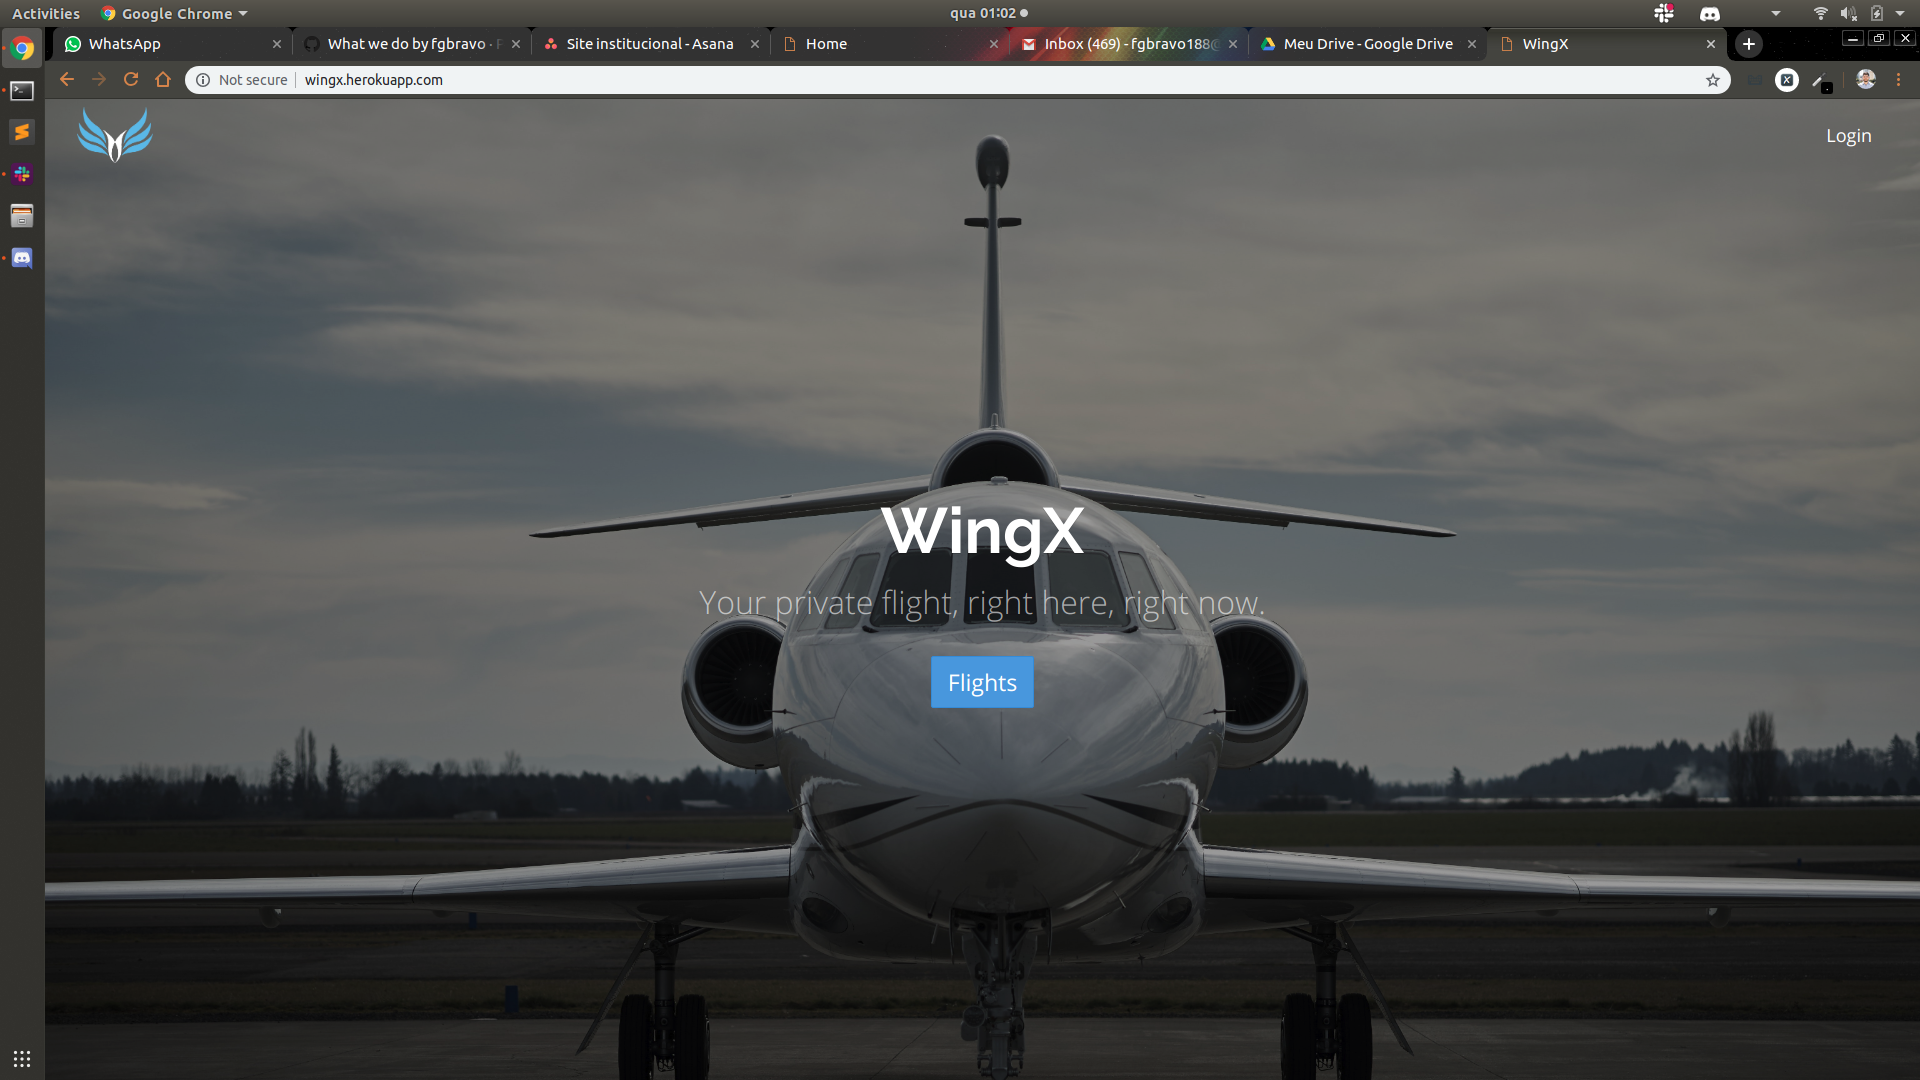 Activities
Google Chrome
qua 01:02
WhatsApp
What we do by fgbravo ·
Site institucional - Asana
Home
Inbox (469) - fgbravo188@
Meu Drive - Google Drive
WingX
Not secure
wingx.herokuapp.com
Login
WingX
Your private flight, right here, right now.
Flights